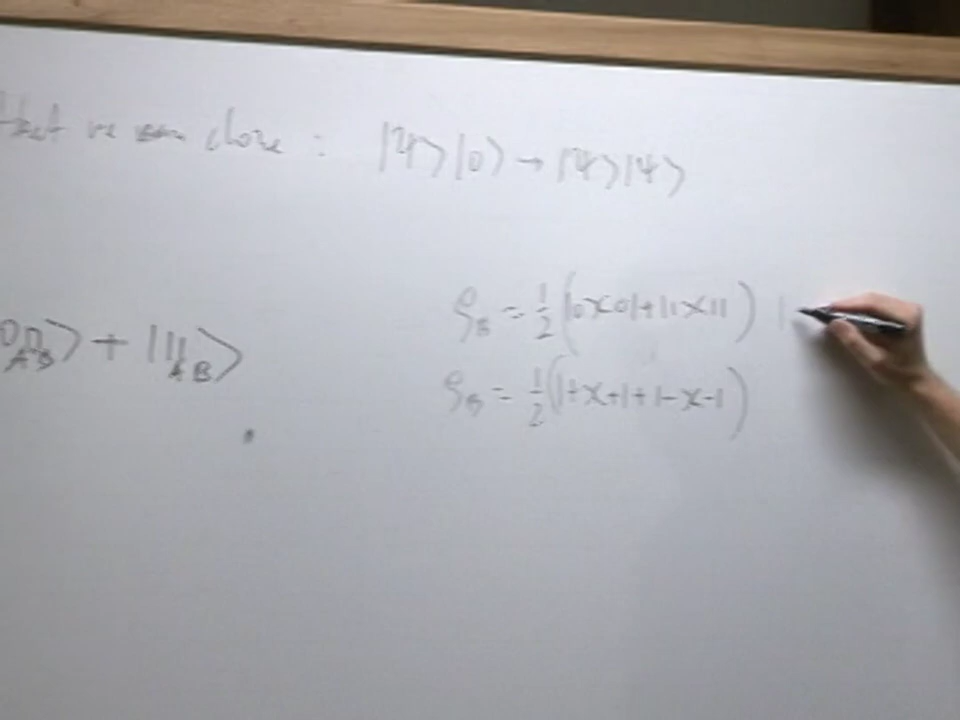 that we can clone : |ψ⟩|0⟩ → |ψ⟩|ψ⟩
00⟩ + |11⟩
AB AB
ρ_B = 1/2 (|0⟩⟨0| + |1⟩⟨1|) |
ρ_B = 1/2 (|+⟩⟨+| + |-⟩⟨-|)